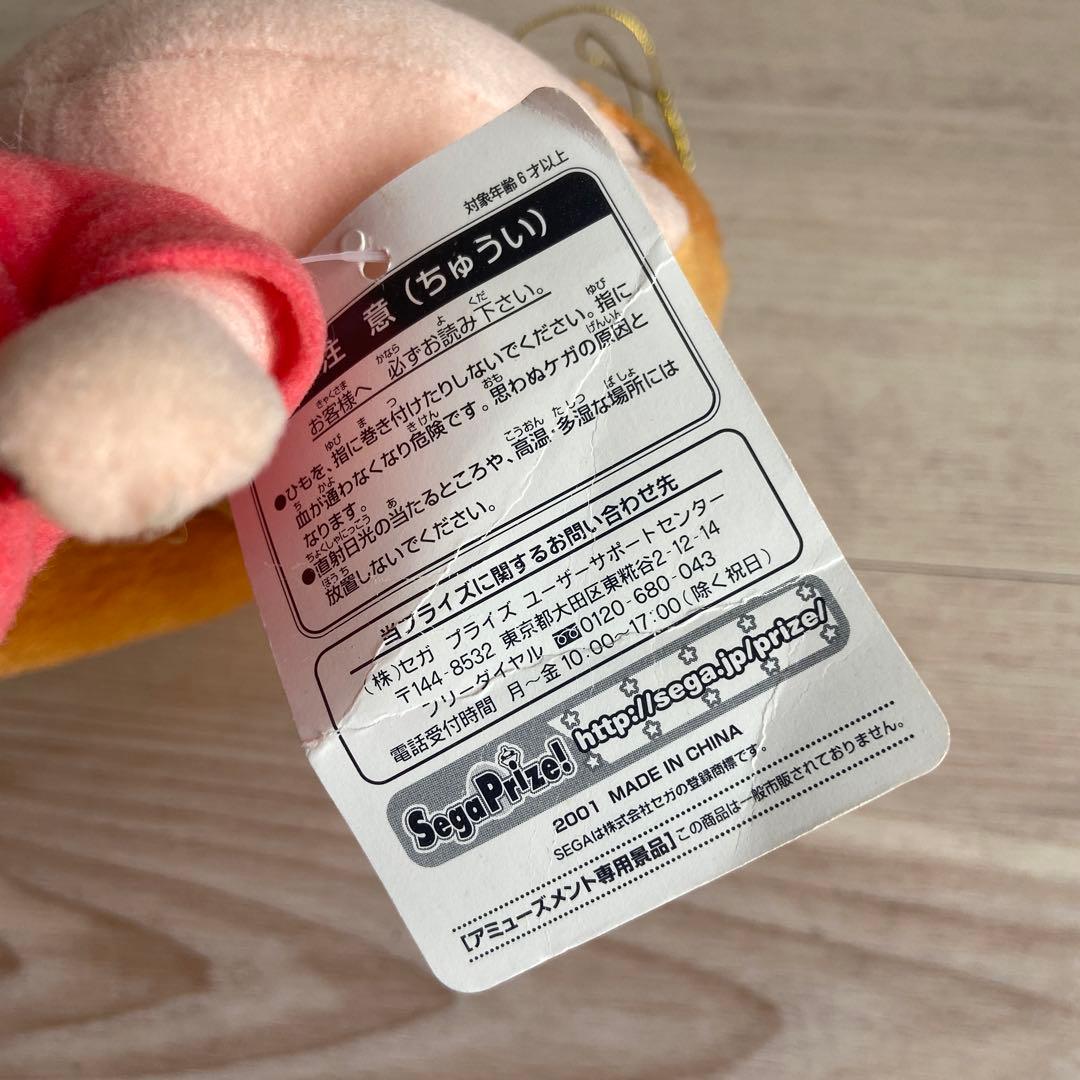 対象年齢6才以上
注 意(ちゅうい)
お客様へ 必ずお読み下さい。
●ひもを、指に巻き付けたりしないでください。指に
血が通わなくなり危険です。思わぬケガの原因と
なります。
●直射日光の当たるところや、高温・多湿な場所には
放置しないでください。
当プライズに関するお問い合わせ先
(株)セガ プライズ ユーザーサポートセンター
〒144-8532 東京都大田区東糀谷2-12-14
フリーダイヤル 0120-680-043
電話受付時間 月〜金 10:00〜17:00(除く祝日)
SegaPrize! http://sega.jp/prize/
2001 MADE IN CHINA
SEGAは株式会社セガの登録商標です。
[アミューズメント専用景品]この商品は一般市販されておりません。